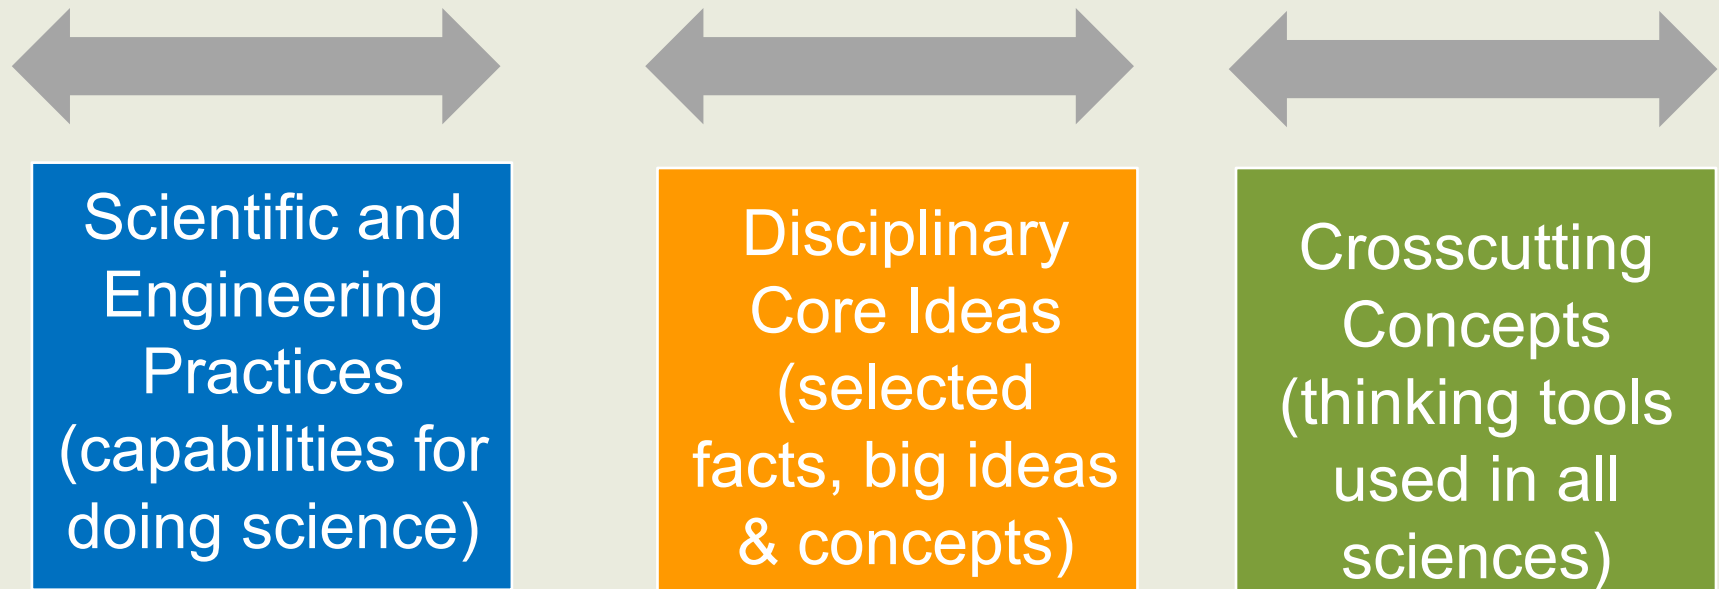 Scientific and
Engineering
Practices
(capabilities for
doing science)
Disciplinary
Core Ideas
(selected
facts, big ideas
& concepts)
Crosscutting
Concepts
(thinking tools
used in all
sciences)